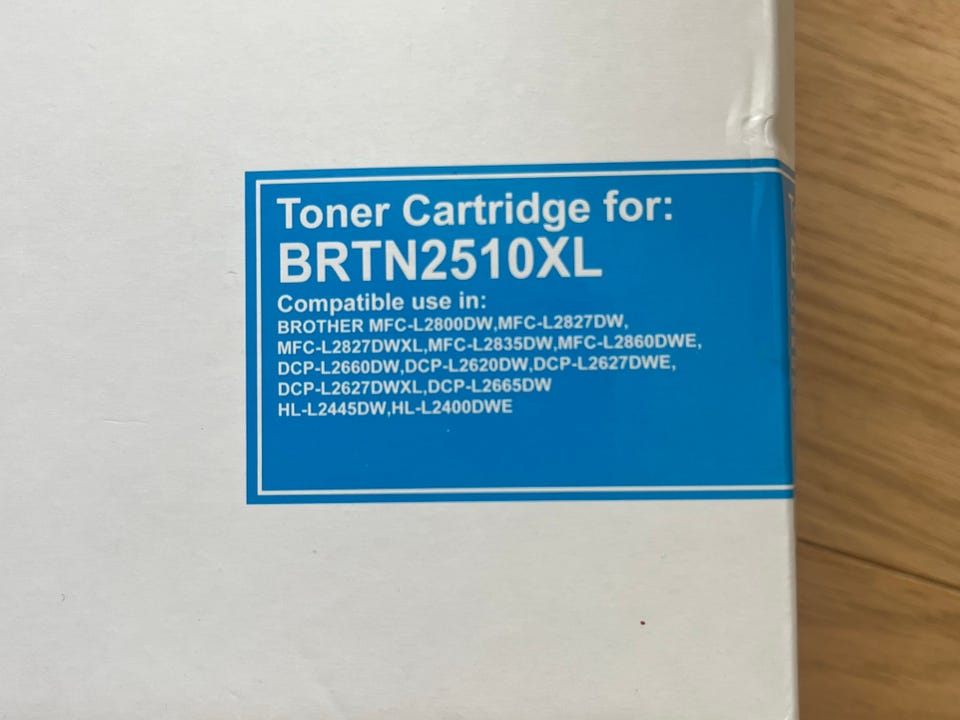 Toner Cartridge for:
BRTN2510XL
Compatible use in:
BROTHER MFC-L2800DW,MFC-L2827DW,
MFC-L2827DWXL,MFC-L2835DW,MFC-L2860DWE,
DCP-L2660DW,DCP-L2620DW,DCP-L2627DWE,
DCP-L2627DWXL,DCP-L2665DW
HL-L2445DW,HL-L2400DWE